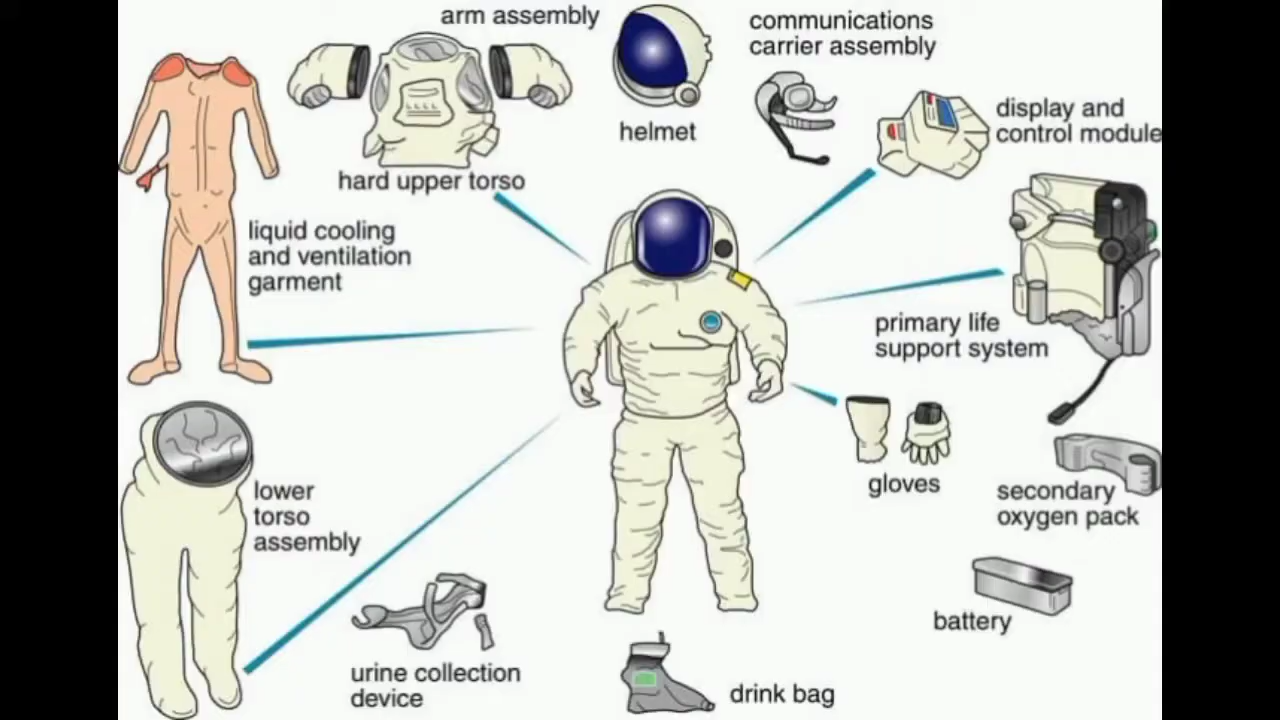 arm assembly
communications
carrier assembly
helmet
display and
control module
hard upper torso
liquid cooling
and ventilation
garment
primary life
support system
gloves
secondary
oxygen pack
lower
torso
assembly
battery
urine collection
device
drink bag